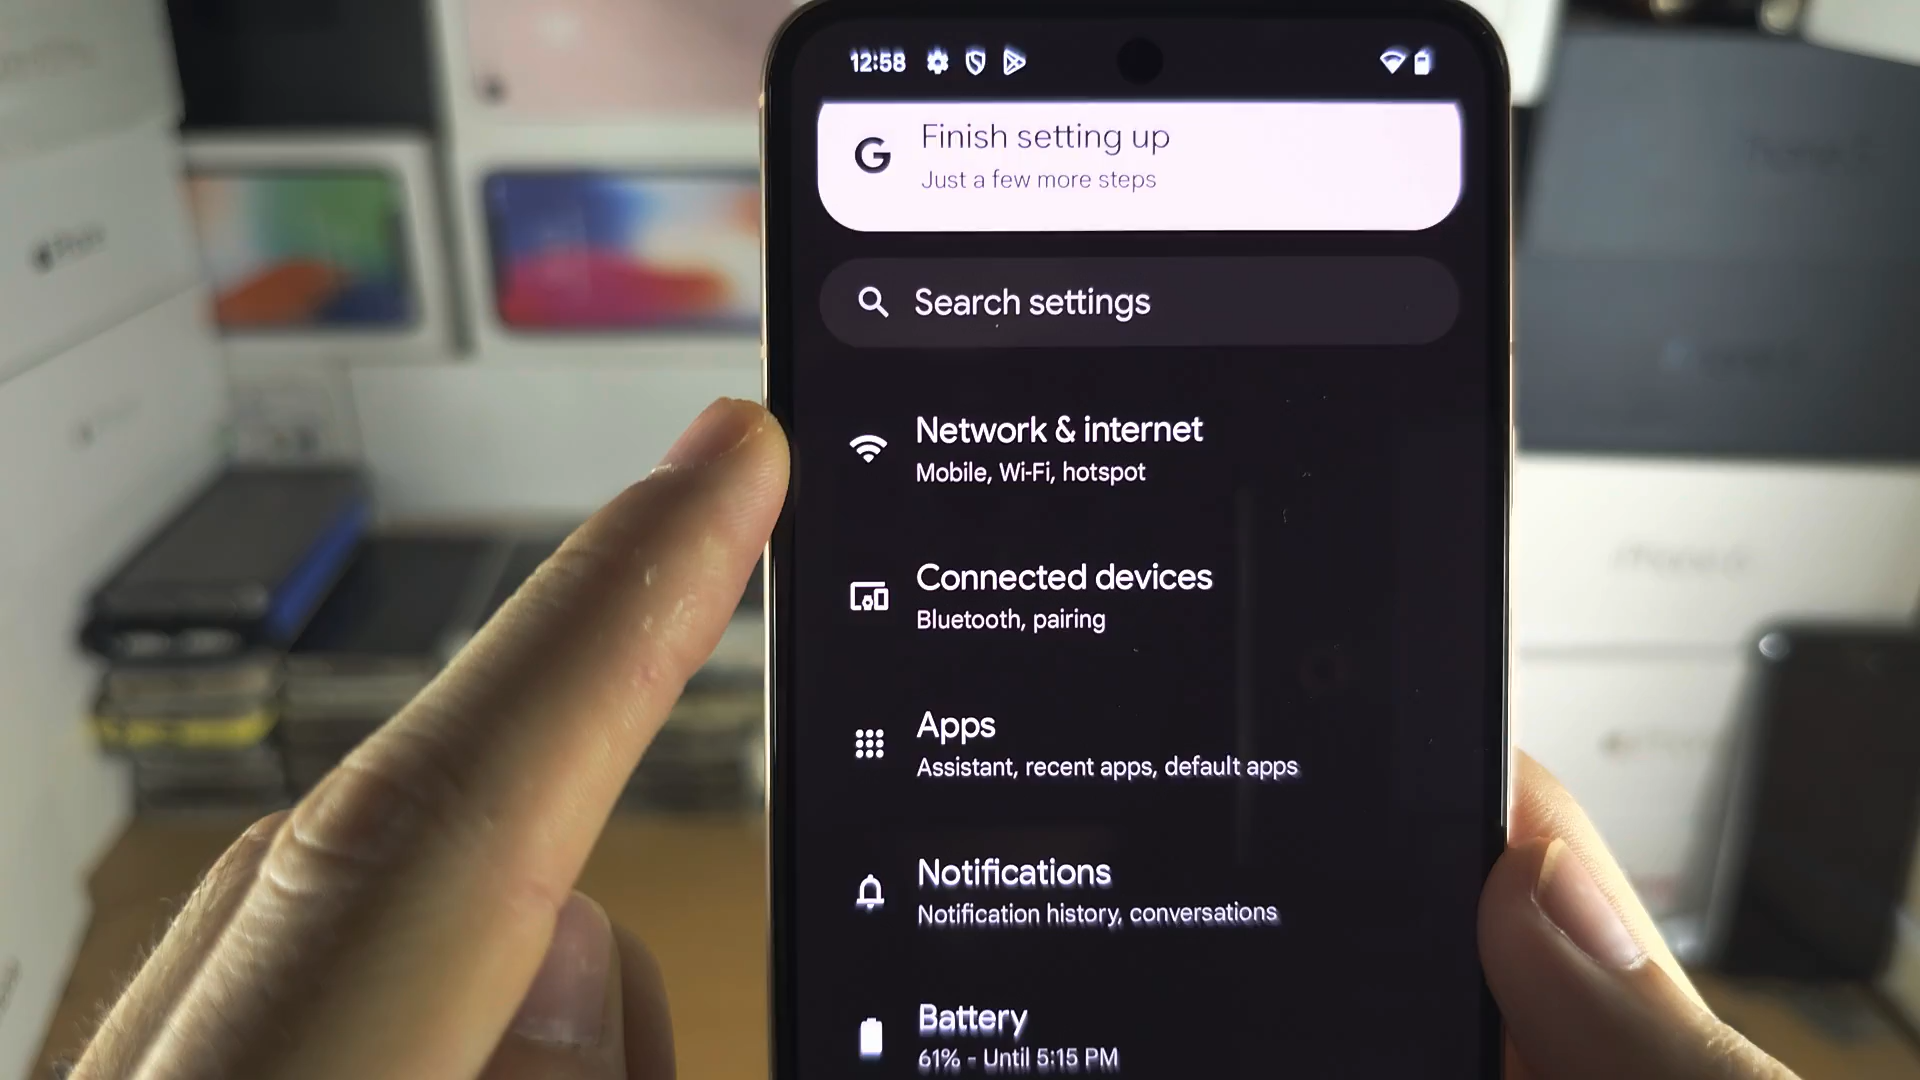 12:58
G
Finish setting up
Just a few more steps
Search settings
Network & internet
Mobile, Wi-Fi, hotspot
Connected devices
Bluetooth, pairing
Apps
Assistant, recent apps, default apps
Notifications
Notification history, conversations
Battery
61% - Until 5:15 PM